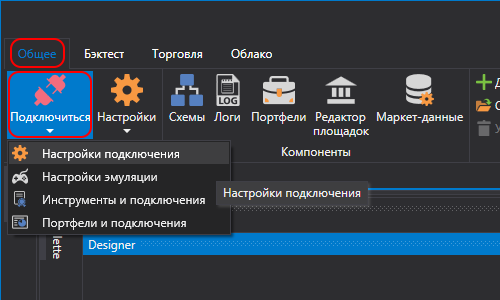 Общее Бэктест Торговля Облако
Подключиться Настройки Схемы Логи Портфели Редактор площадок Маркет-данные
LOG
Компоненты
Настройки подключения
Настройки эмуляции
Инструменты и подключения
Портфели и подключения
Настройки подключения
Designer